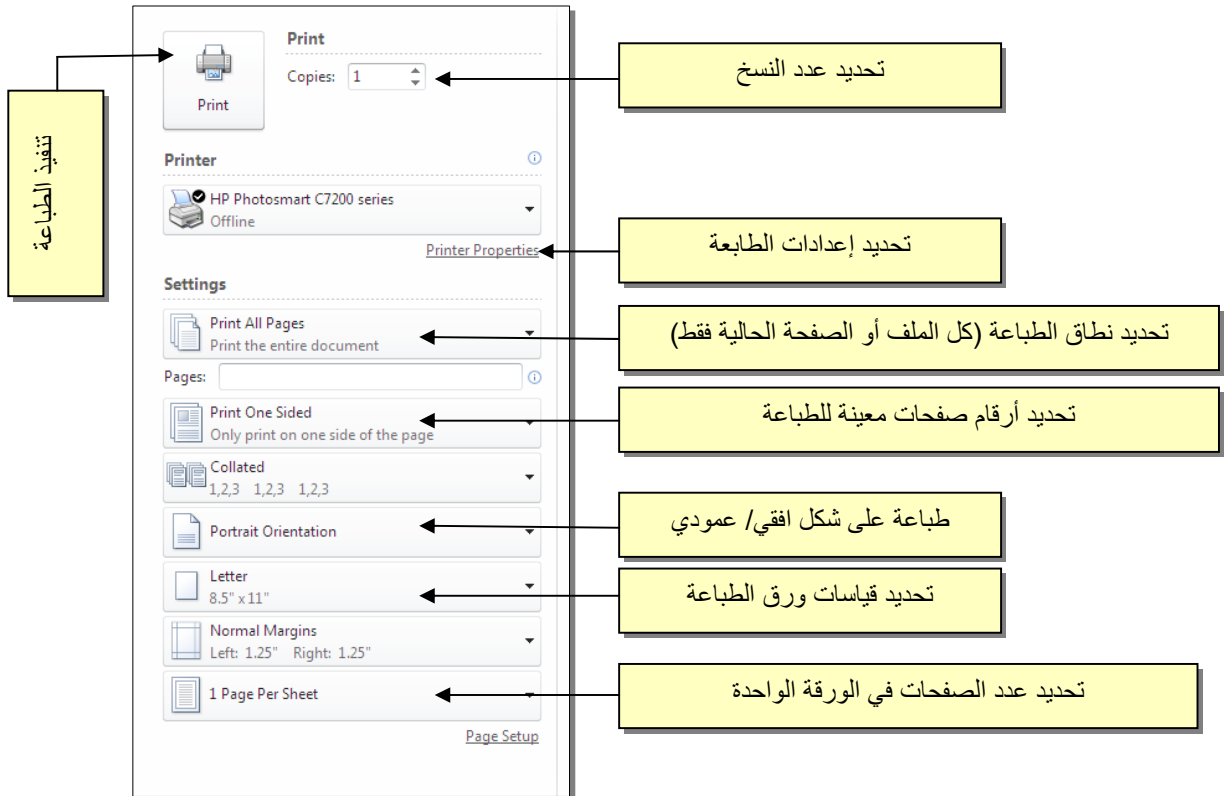 Print
Copies: 1
Print
تحديد عدد النسخ
تنفيذ الطباعة
Printer
HP Photosmart C7200 series
Offline
Printer Properties
تحديد إعدادات الطابعة
Settings
Print All Pages
Print the entire document
تحديد نطاق الطباعة (كل الملف أو الصفحة الحالية فقط)
Pages:
Print One Sided
Only print on one side of the page
تحديد أرقام صفحات معينة للطباعة
Collated
1,2,3 1,2,3 1,2,3
Portrait Orientation
طباعة على شكل افقي/ عمودي
Letter
8.5" x 11"
تحديد قياسات ورق الطباعة
Normal Margins
Left: 1.25" Right: 1.25"
1 Page Per Sheet
تحديد عدد الصفحات في الورقة الواحدة
Page Setup